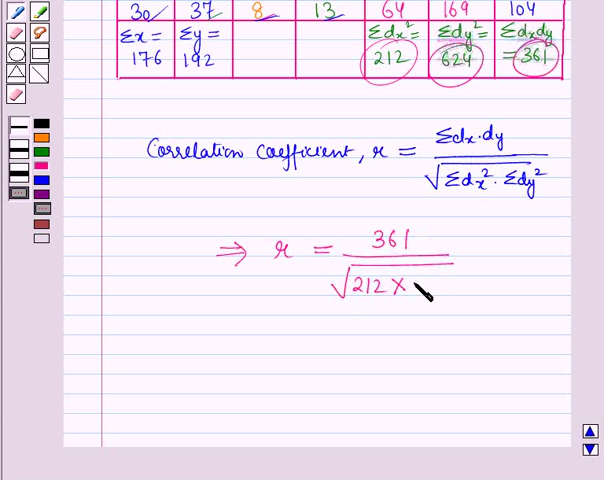 30 37 8 13 64 169 104
Σx = Σy = Σdx² = Σdy² = Σdxdy
176 192 212 624 = 361
Correlation coefficient, r = Σdx·dy / √Σdx²·Σdy²
⇒ r = 361 / √212 ×